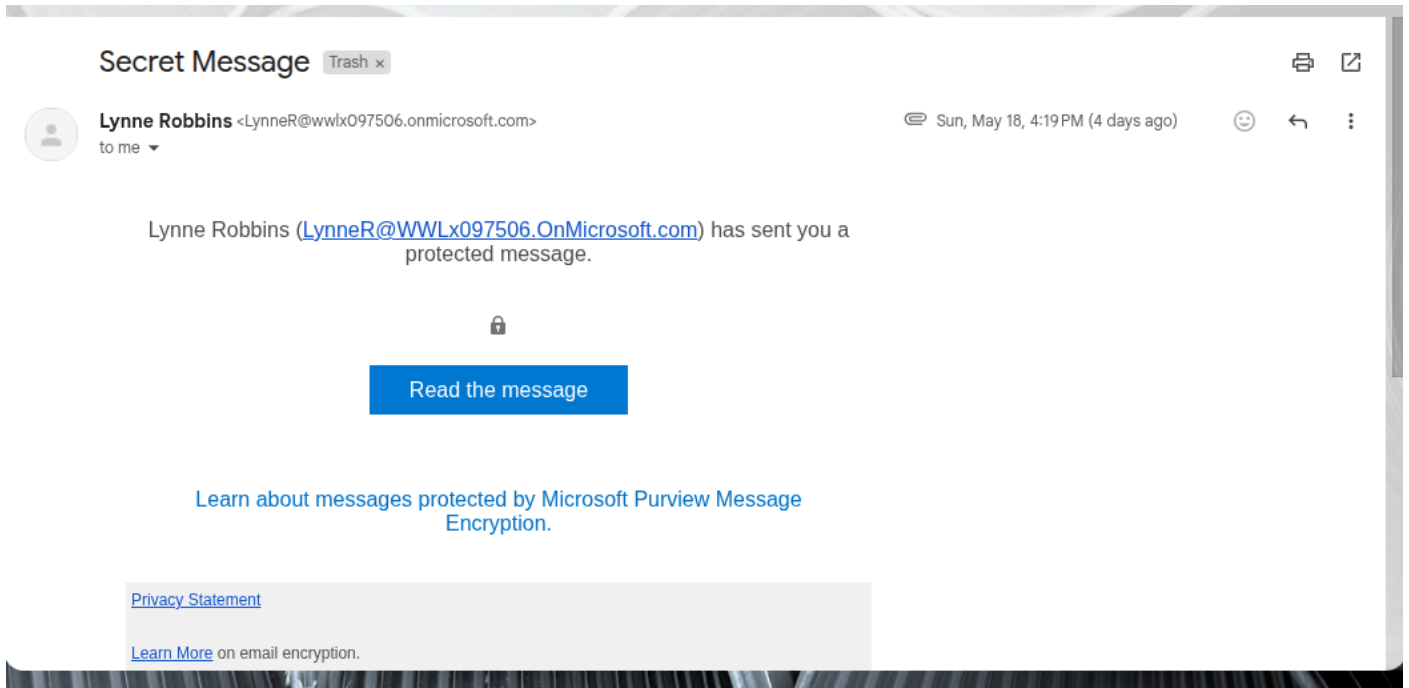 Secret Message Trash ×
Lynne Robbins <LynneR@wwlx097506.onmicrosoft.com> Sun, May 18, 4:19 PM (4 days ago)
to me
Lynne Robbins (LynneR@WWLx097506.OnMicrosoft.com) has sent you a
protected message.
Read the message
Learn about messages protected by Microsoft Purview Message
Encryption.
Privacy Statement
Learn More on email encryption.